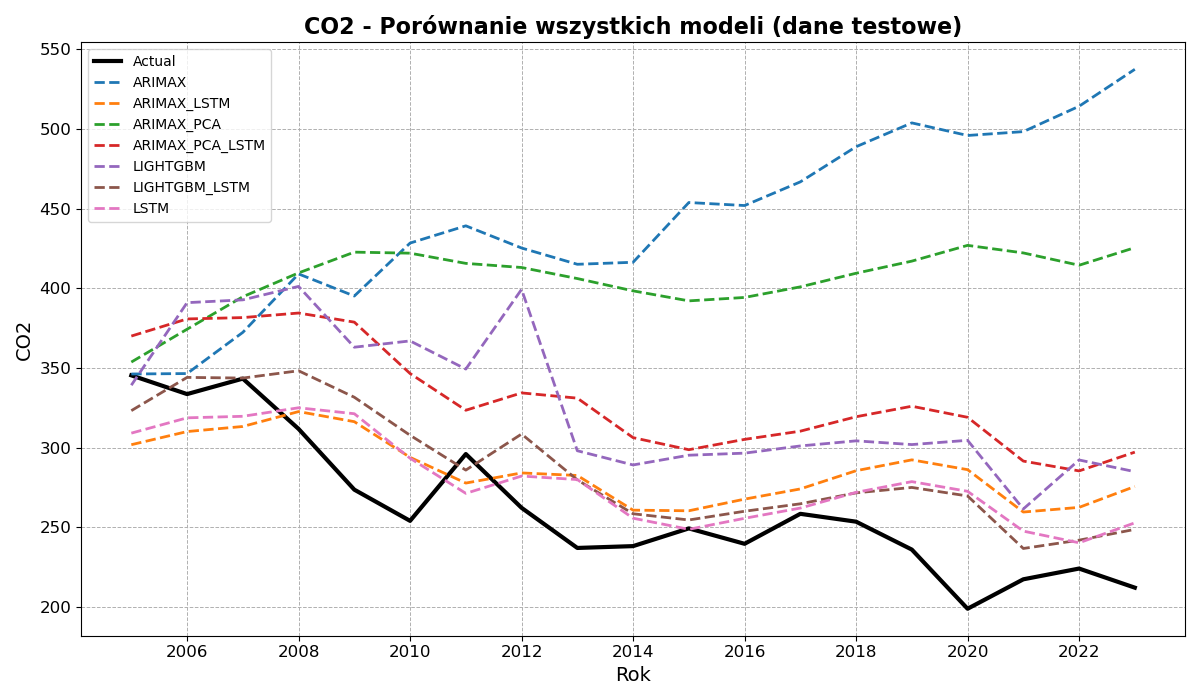 CO2 - Porównanie wszystkich modeli (dane testowe)
550
500
450
400
350
300
250
200
CO2
Actual
ARIMAX
ARIMAX_LSTM
ARIMAX_PCA
ARIMAX_PCA_LSTM
LIGHTGBM
LIGHTGBM_LSTM
LSTM
2006 2008 2010 2012 2014 2016 2018 2020 2022
Rok